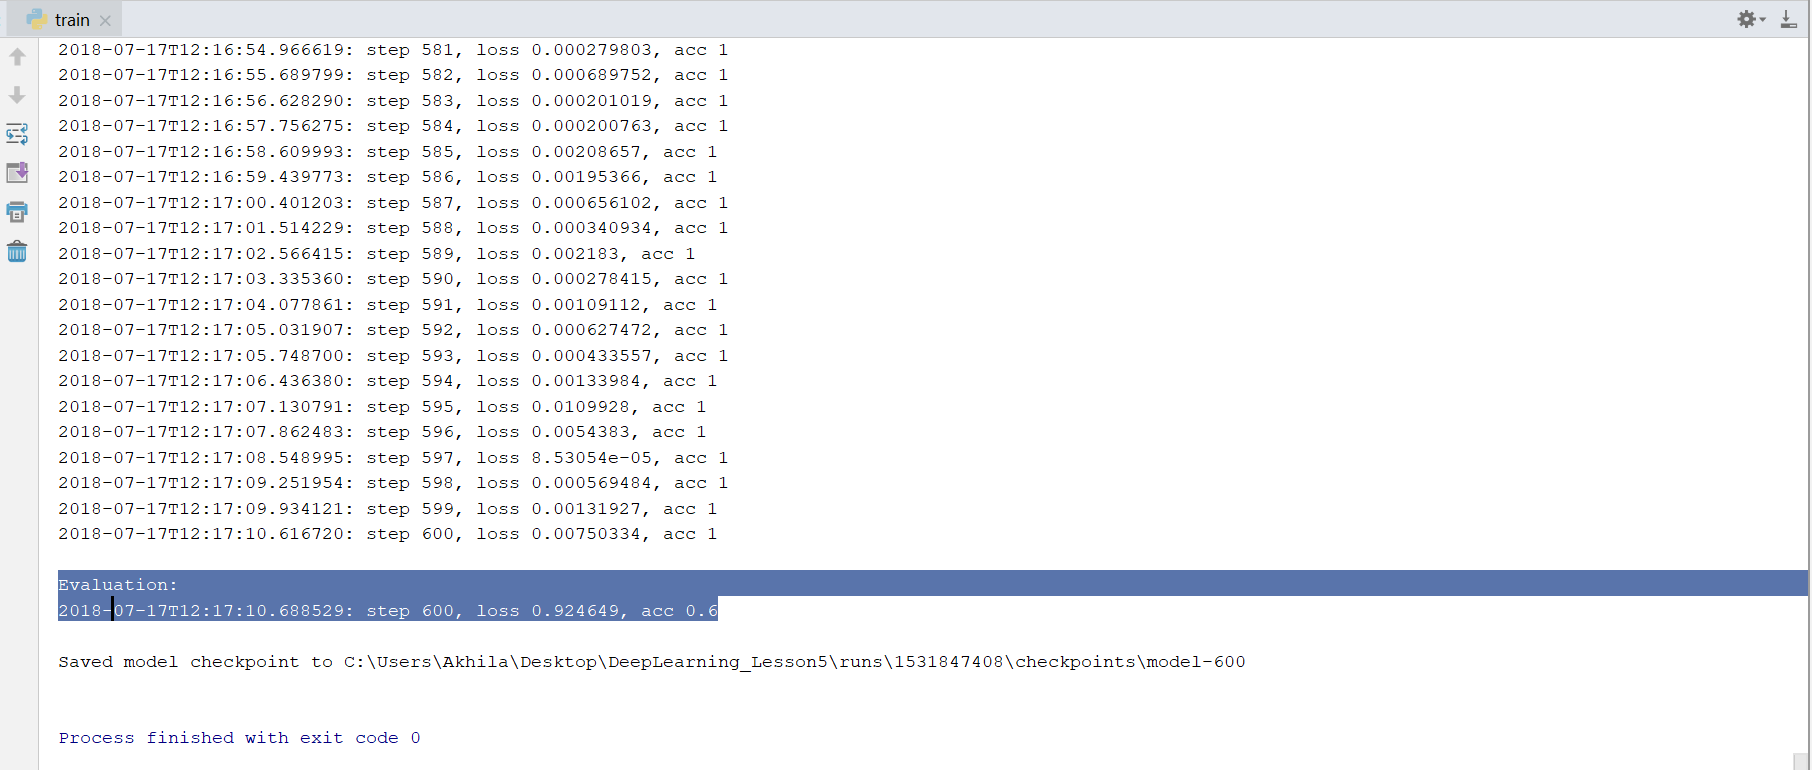 train
2018-07-17T12:16:54.966619: step 581, loss 0.000279803, acc 1
2018-07-17T12:16:55.689799: step 582, loss 0.000689752, acc 1
2018-07-17T12:16:56.628290: step 583, loss 0.000201019, acc 1
2018-07-17T12:16:57.756275: step 584, loss 0.000200763, acc 1
2018-07-17T12:16:58.609993: step 585, loss 0.00208657, acc 1
2018-07-17T12:16:59.439773: step 586, loss 0.00195366, acc 1
2018-07-17T12:17:00.401203: step 587, loss 0.000656102, acc 1
2018-07-17T12:17:01.514229: step 588, loss 0.000340934, acc 1
2018-07-17T12:17:02.566415: step 589, loss 0.002183, acc 1
2018-07-17T12:17:03.335360: step 590, loss 0.000278415, acc 1
2018-07-17T12:17:04.077861: step 591, loss 0.00109112, acc 1
2018-07-17T12:17:05.031907: step 592, loss 0.000627472, acc 1
2018-07-17T12:17:05.748700: step 593, loss 0.000433557, acc 1
2018-07-17T12:17:06.436380: step 594, loss 0.00133984, acc 1
2018-07-17T12:17:07.130791: step 595, loss 0.0109928, acc 1
2018-07-17T12:17:07.862483: step 596, loss 0.0054383, acc 1
2018-07-17T12:17:08.548995: step 597, loss 8.53054e-05, acc 1
2018-07-17T12:17:09.251954: step 598, loss 0.000569484, acc 1
2018-07-17T12:17:09.934121: step 599, loss 0.00131927, acc 1
2018-07-17T12:17:10.616720: step 600, loss 0.00750334, acc 1
Evaluation:
2018-07-17T12:17:10.688529: step 600, loss 0.924649, acc 0.6
Saved model checkpoint to C:\Users\Akhila\Desktop\DeepLearning_Lesson5\runs\1531847408\checkpoints\model-600
Process finished with exit code 0